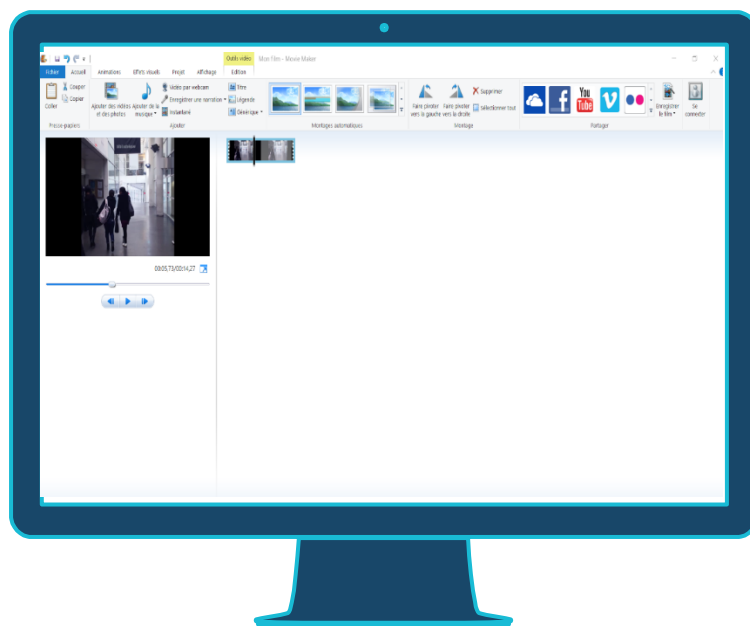 Outils vidéo Mon film - Movie Maker
Fichier Accueil Animations Effets visuels Projet Affichage Edition
Coller
Couper
Copier
Presse-papiers
Ajouter des vidéos
et des photos
Ajouter de la
musique
Vidéo par webcam
Enregistrer une narration
Instantané
Titre
Légende
Générique
Ajouter
Montages automatiques
Faire pivoter
vers la gauche
Faire pivoter
vers la droite
Supprimer
Sélectionner tout
Montage
f
You
Tube
V
Partager
Enregistrer
le film
Se
connecter
00:05,73/00:14,27